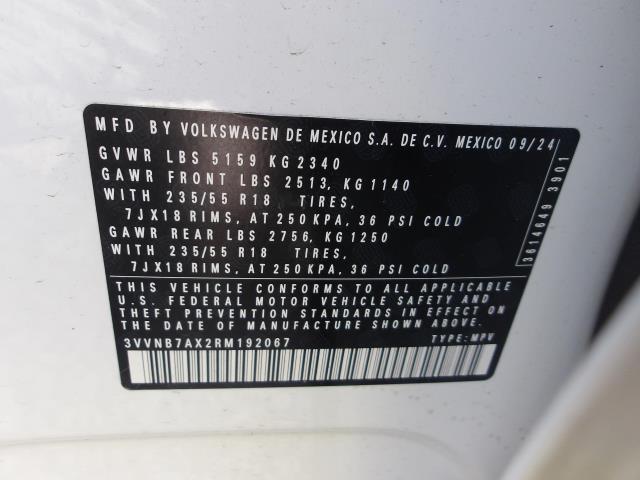 MFD BY VOLKSWAGEN DE MEXICO S.A. DE C.V. MEXICO 09/24
GVWR LBS 5159 KG 2340
GAWR FRONT LBS 2513, KG 1140
WITH 235/55 R18 TIRES,
7JX18 RIMS, AT 250 KPA, 36 PSI COLD
GAWR REAR LBS 2756, KG 1250
WITH 235/55 R18 TIRES,
7JX18 RIMS, AT 250 KPA, 36 PSI COLD
THIS VEHICLE CONFORMS TO ALL APPLICABLE
U.S. FEDERAL MOTOR VEHICLE SAFETY AND
THEFT PREVENTION STANDARDS IN EFFECT ON
THE DATE OF MANUFACTURE SHOWN ABOVE.
3VVNB7AX2RM192067 TYPE: MPV
3614649 3901